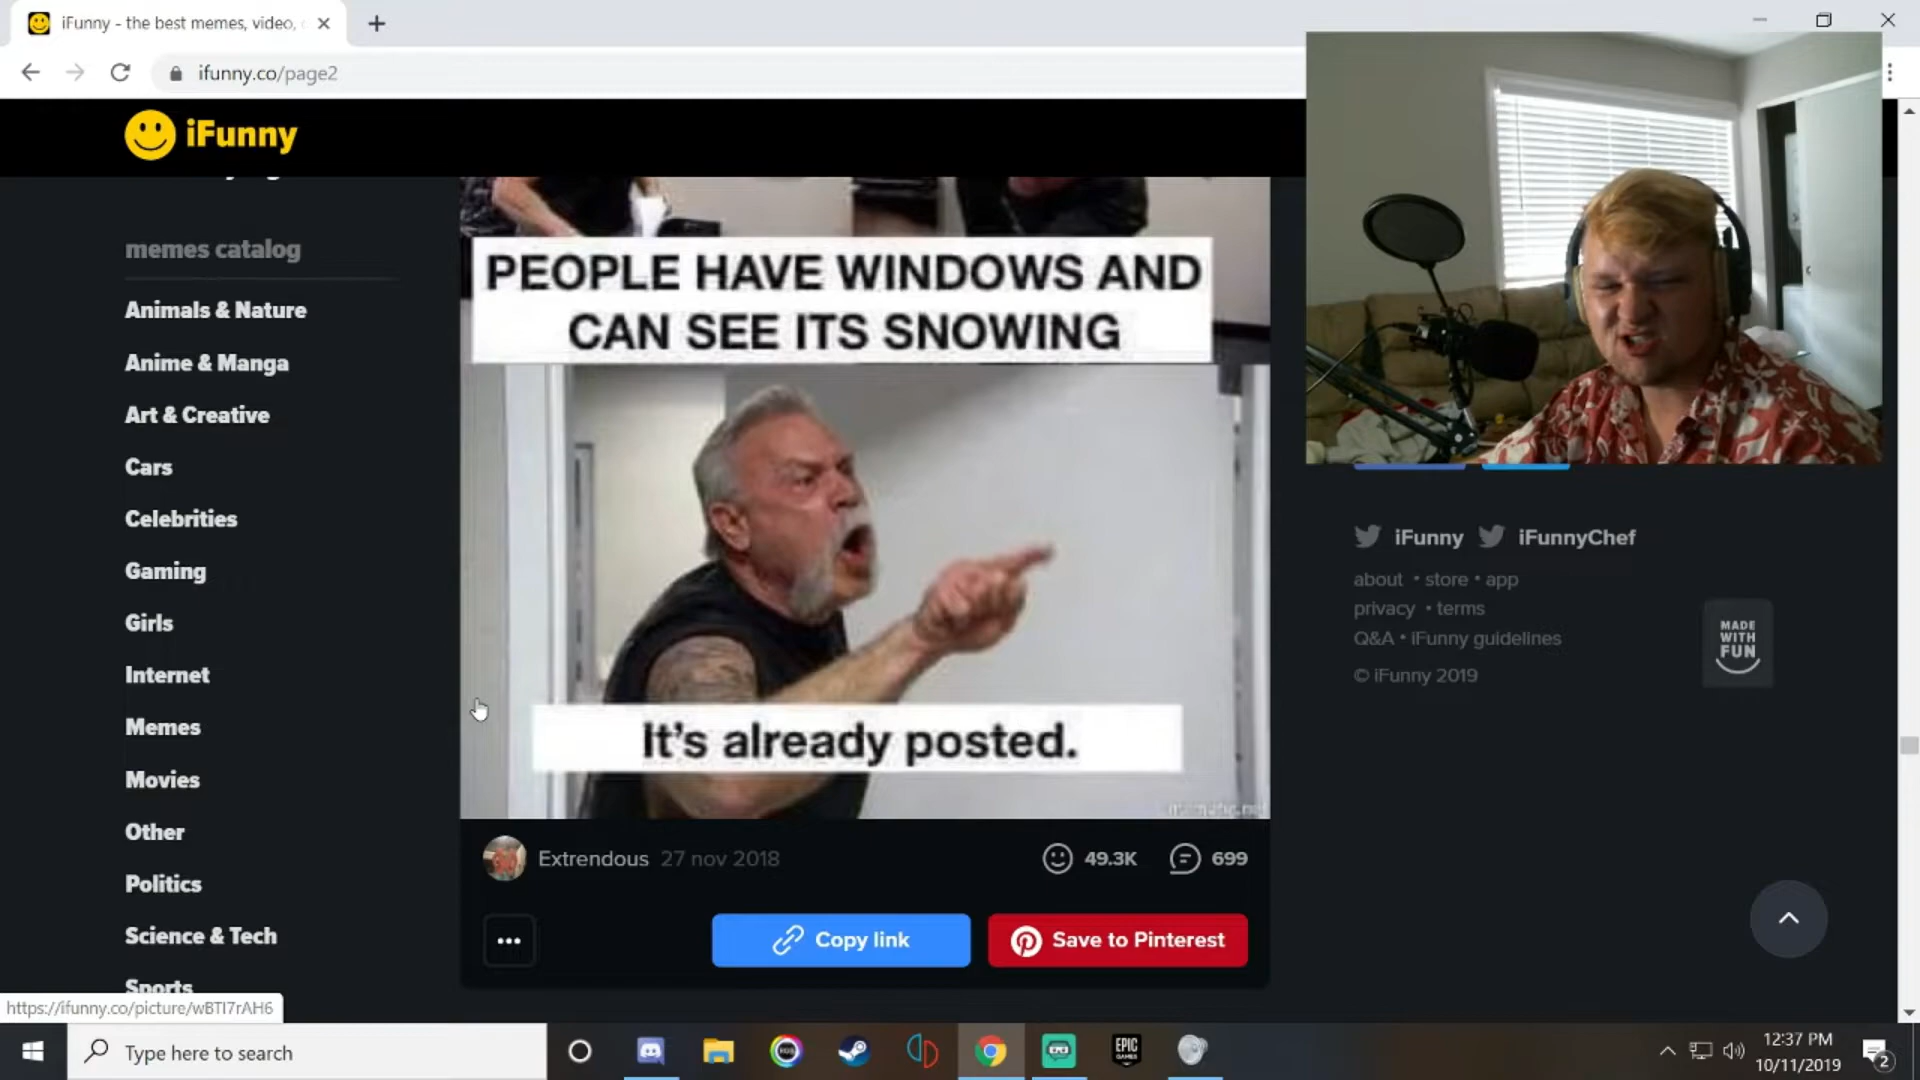 iFunny - the best memes, video,
ifunny.co/page2
iFunny
memes catalog
Animals & Nature
Anime & Manga
Art & Creative
Cars
Celebrities
Gaming
Girls
Internet
Memes
Movies
Other
Politics
Science & Tech
Sports
PEOPLE HAVE WINDOWS AND
CAN SEE ITS SNOWING
It's already posted.
Extrendous 27 nov 2018
49.3K 699
Copy link
Save to Pinterest
iFunny iFunnyChef
about • store • app
privacy • terms
Q&A • iFunny guidelines
© iFunny 2019
MADE
WITH
FUN
https://ifunny.co/picture/wBTI7rAH6
Type here to search
EPIC
GAMES
12:37 PM
10/11/2019
2